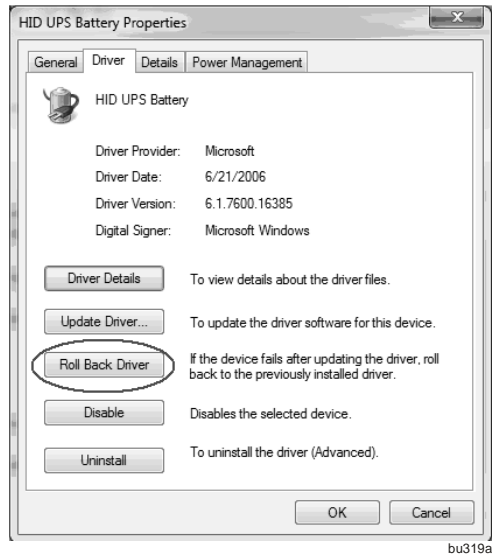 HID UPS Battery Properties
x
General Driver Details Power Management
HID UPS Battery
Driver Provider: Microsoft
Driver Date: 6/21/2006
Driver Version: 6.1.7600.16385
Digital Signer: Microsoft Windows
Driver Details To view details about the driver files.
Update Driver... To update the driver software for this device.
Roll Back Driver If the device fails after updating the driver, roll
back to the previously installed driver.
Disable Disables the selected device.
Uninstall To uninstall the driver (Advanced).
OK Cancel
bu319a